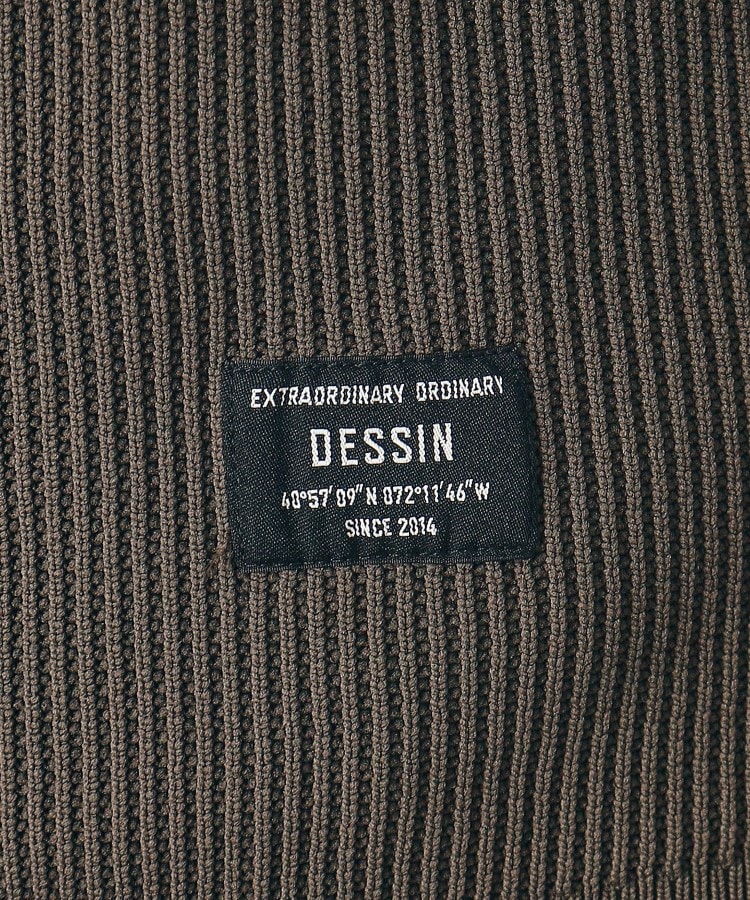 EXTRAORDINARY ORDINARY
DESSIN
40°57'09"N 072°11'46"W
SINCE 2014